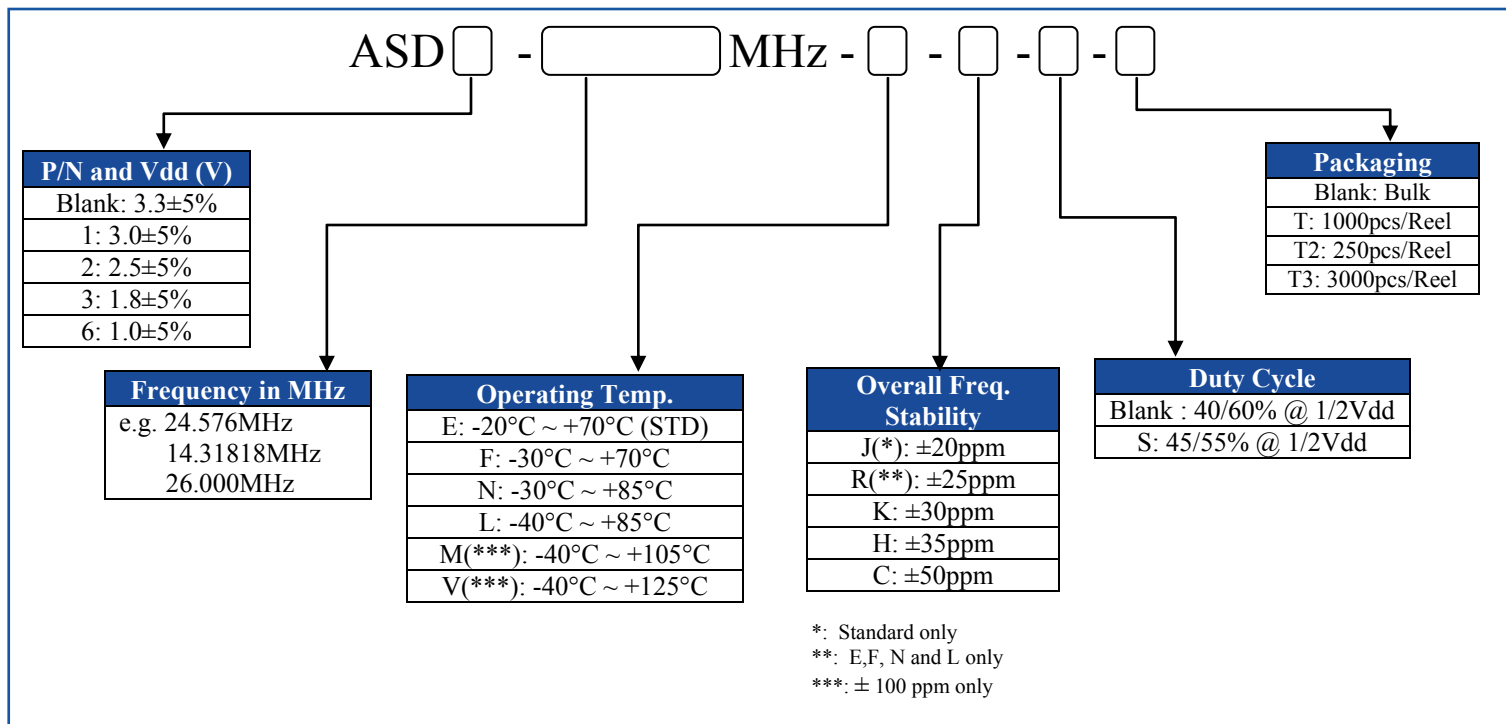 ASD - MHz - - - -
P/N and Vdd (V)
Blank: 3.3±5%
1: 3.0±5%
2: 2.5±5%
3: 1.8±5%
6: 1.0±5%
Frequency in MHz
e.g. 24.576MHz
14.31818MHz
26.000MHz
Operating Temp.
E: -20°C ~ +70°C (STD)
F: -30°C ~ +70°C
N: -30°C ~ +85°C
L: -40°C ~ +85°C
M(***): -40°C ~ +105°C
V(***): -40°C ~ +125°C
Overall Freq.
Stability
J(*): ±20ppm
R(**): ±25ppm
K: ±30ppm
H: ±35ppm
C: ±50ppm
*: Standard only
**: E,F, N and L only
***: ± 100 ppm only
Duty Cycle
Blank : 40/60% @ 1/2Vdd
S: 45/55% @ 1/2Vdd
Packaging
Blank: Bulk
T: 1000pcs/Reel
T2: 250pcs/Reel
T3: 3000pcs/Reel